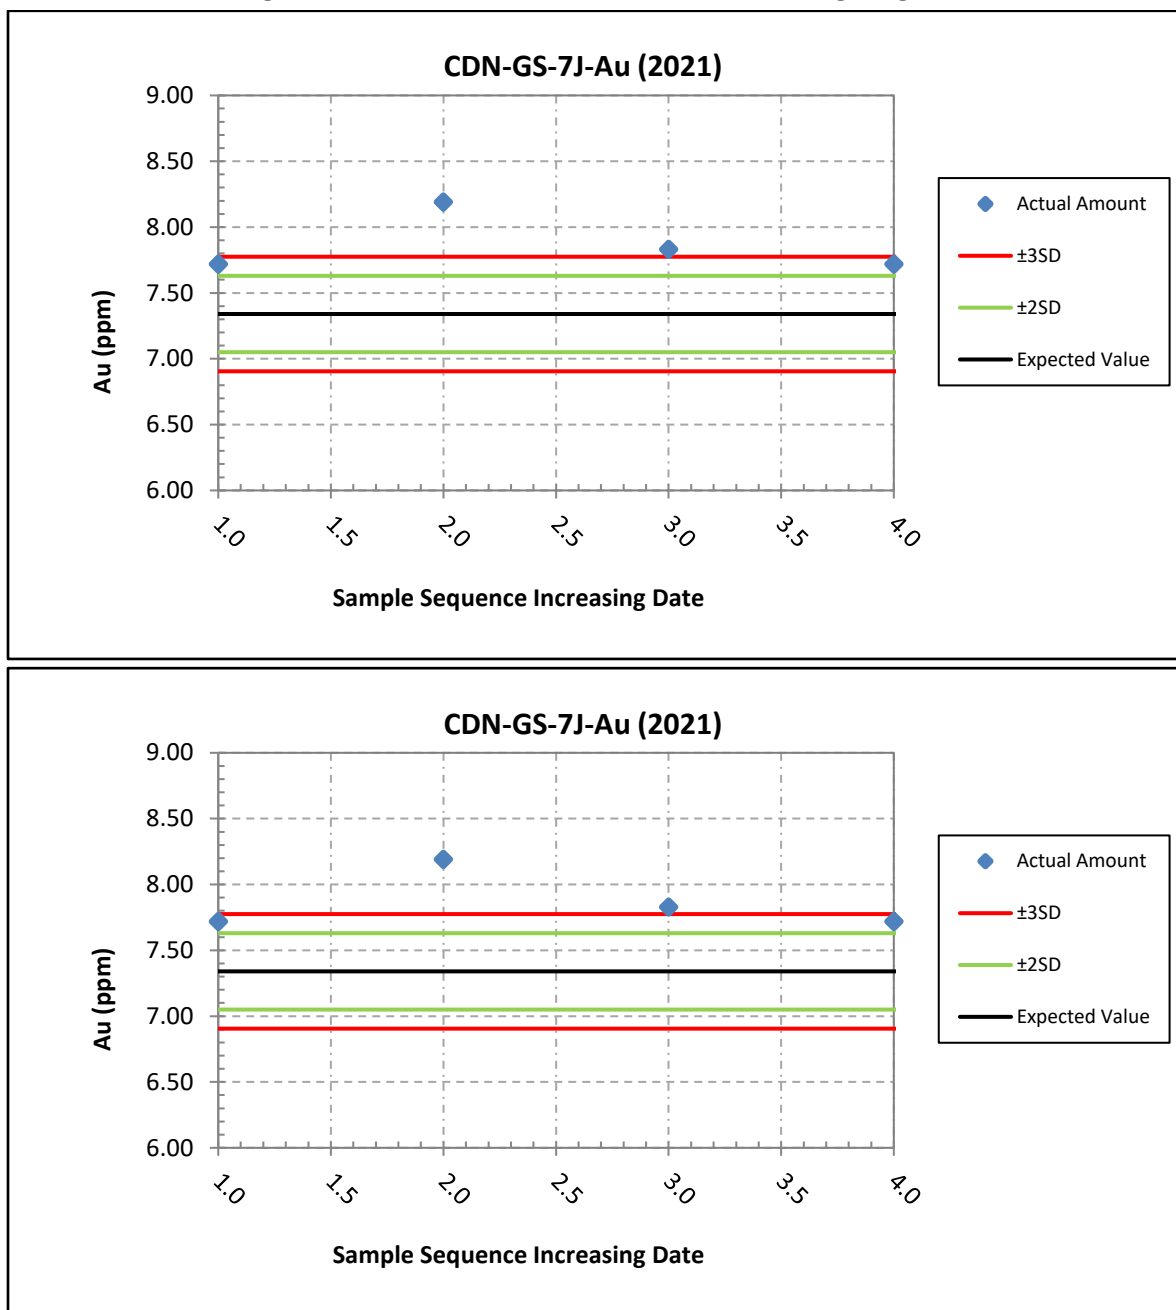 CDN-GS-7J-Au (2021)
9.00
8.50
8.00
7.50
7.00
6.50
6.00
Au (ppm)
1.0
1.5
2.0
2.5
3.0
3.5
4.0
Sample Sequence Increasing Date
Actual Amount
±3SD
±2SD
Expected Value
CDN-GS-7J-Au (2021)
9.00
8.50
8.00
7.50
7.00
6.50
6.00
Au (ppm)
1.0
1.5
2.0
2.5
3.0
3.5
4.0
Sample Sequence Increasing Date
Actual Amount
±3SD
±2SD
Expected Value